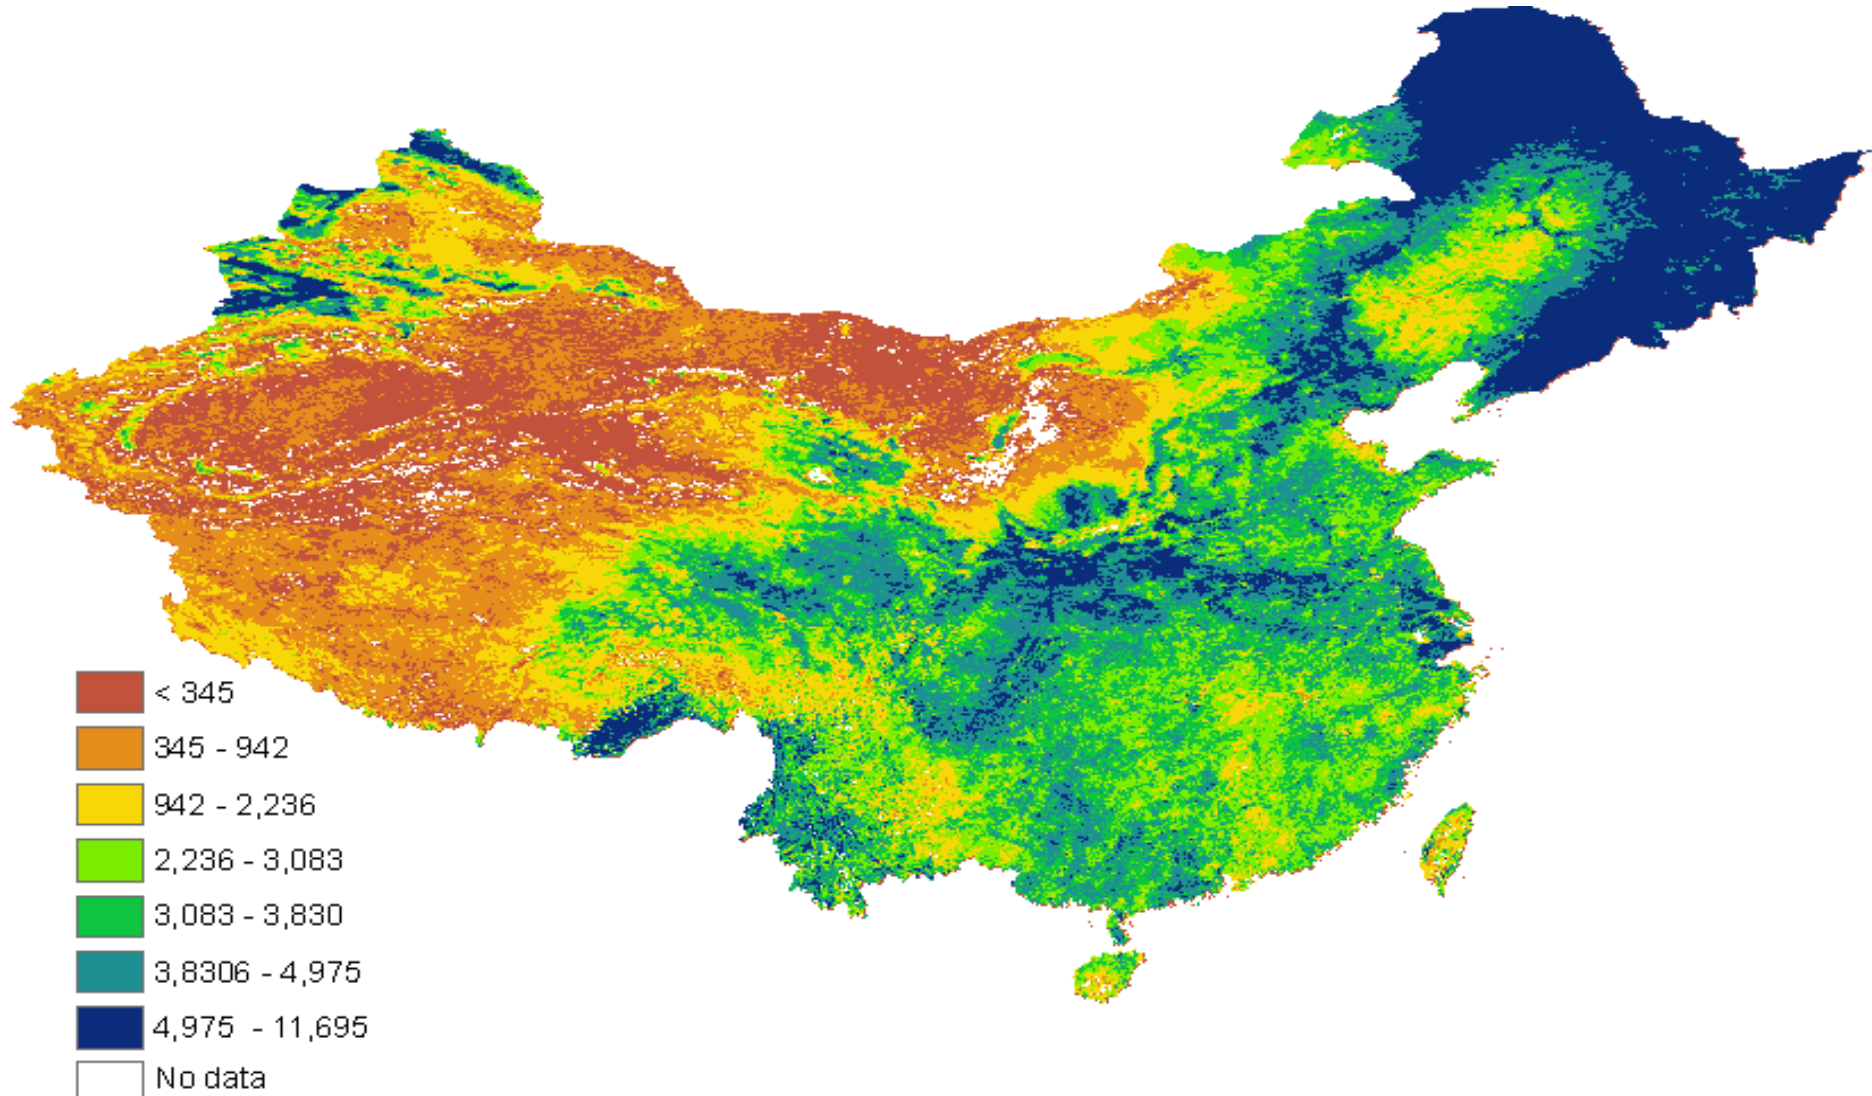 < 345
345 - 942
942 - 2,236
2,236 - 3,083
3,083 - 3,830
3,8306 - 4,975
4,975 - 11,695
No data